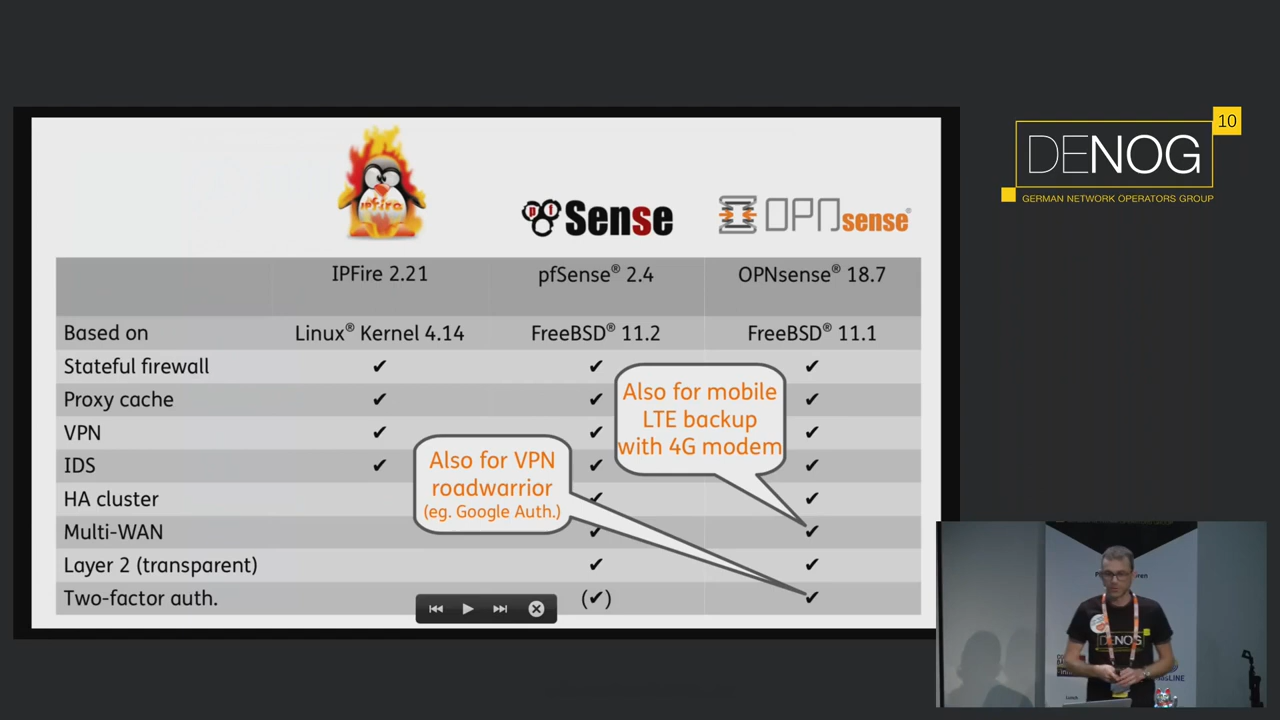 10
DENOG
GERMAN NETWORK OPERATORS GROUP
IPFire
pf Sense
OPNsense®
IPFire 2.21 pfSense® 2.4 OPNsense® 18.7
Based on Linux® Kernel 4.14 FreeBSD® 11.2 FreeBSD® 11.1
Stateful firewall ✔ ✔ ✔
Proxy cache ✔ ✔ ✔
VPN ✔ ✔ ✔
IDS ✔ ✔ ✔
HA cluster ✔ ✔
Multi-WAN ✔ ✔
Layer 2 (transparent) ✔ ✔
Two-factor auth. (✔) ✔
Also for mobile
LTE backup
with 4G modem
Also for VPN
roadwarrior
(eg. Google Auth.)
DENOG